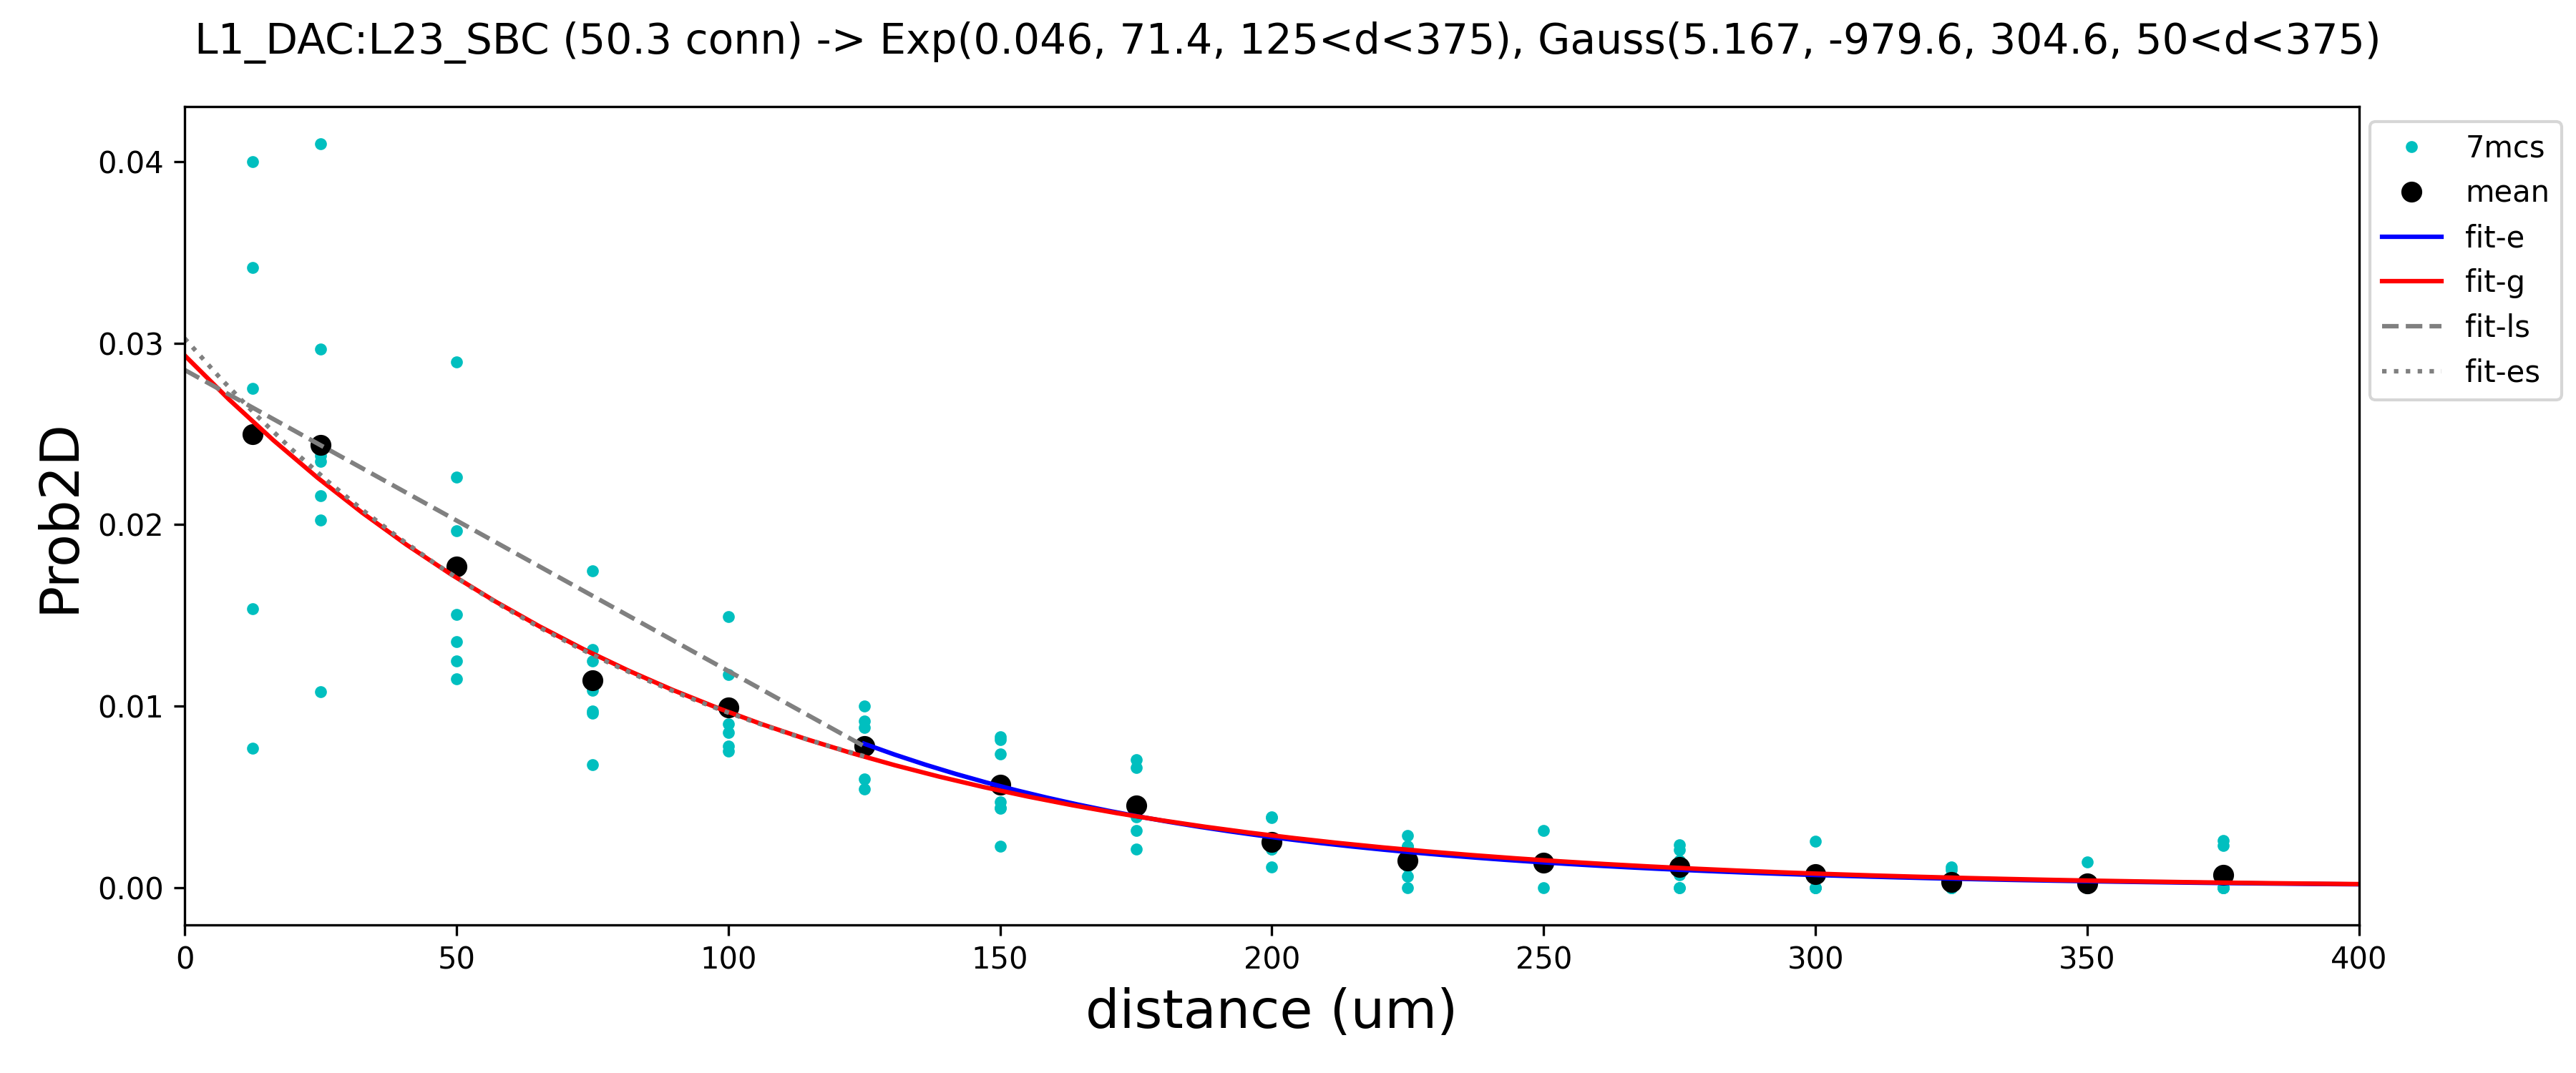 L1_DAC:L23_SBC (50.3 conn) -> Exp(0.046, 71.4, 125<d<375), Gauss(5.167, -979.6, 304.6, 50<d<375)
7mcs
mean
fit-e
fit-g
fit-ls
fit-es
Prob2D
0.04
0.03
0.02
0.01
0.00
0 50 100 150 200 250 300 350 400
distance (um)